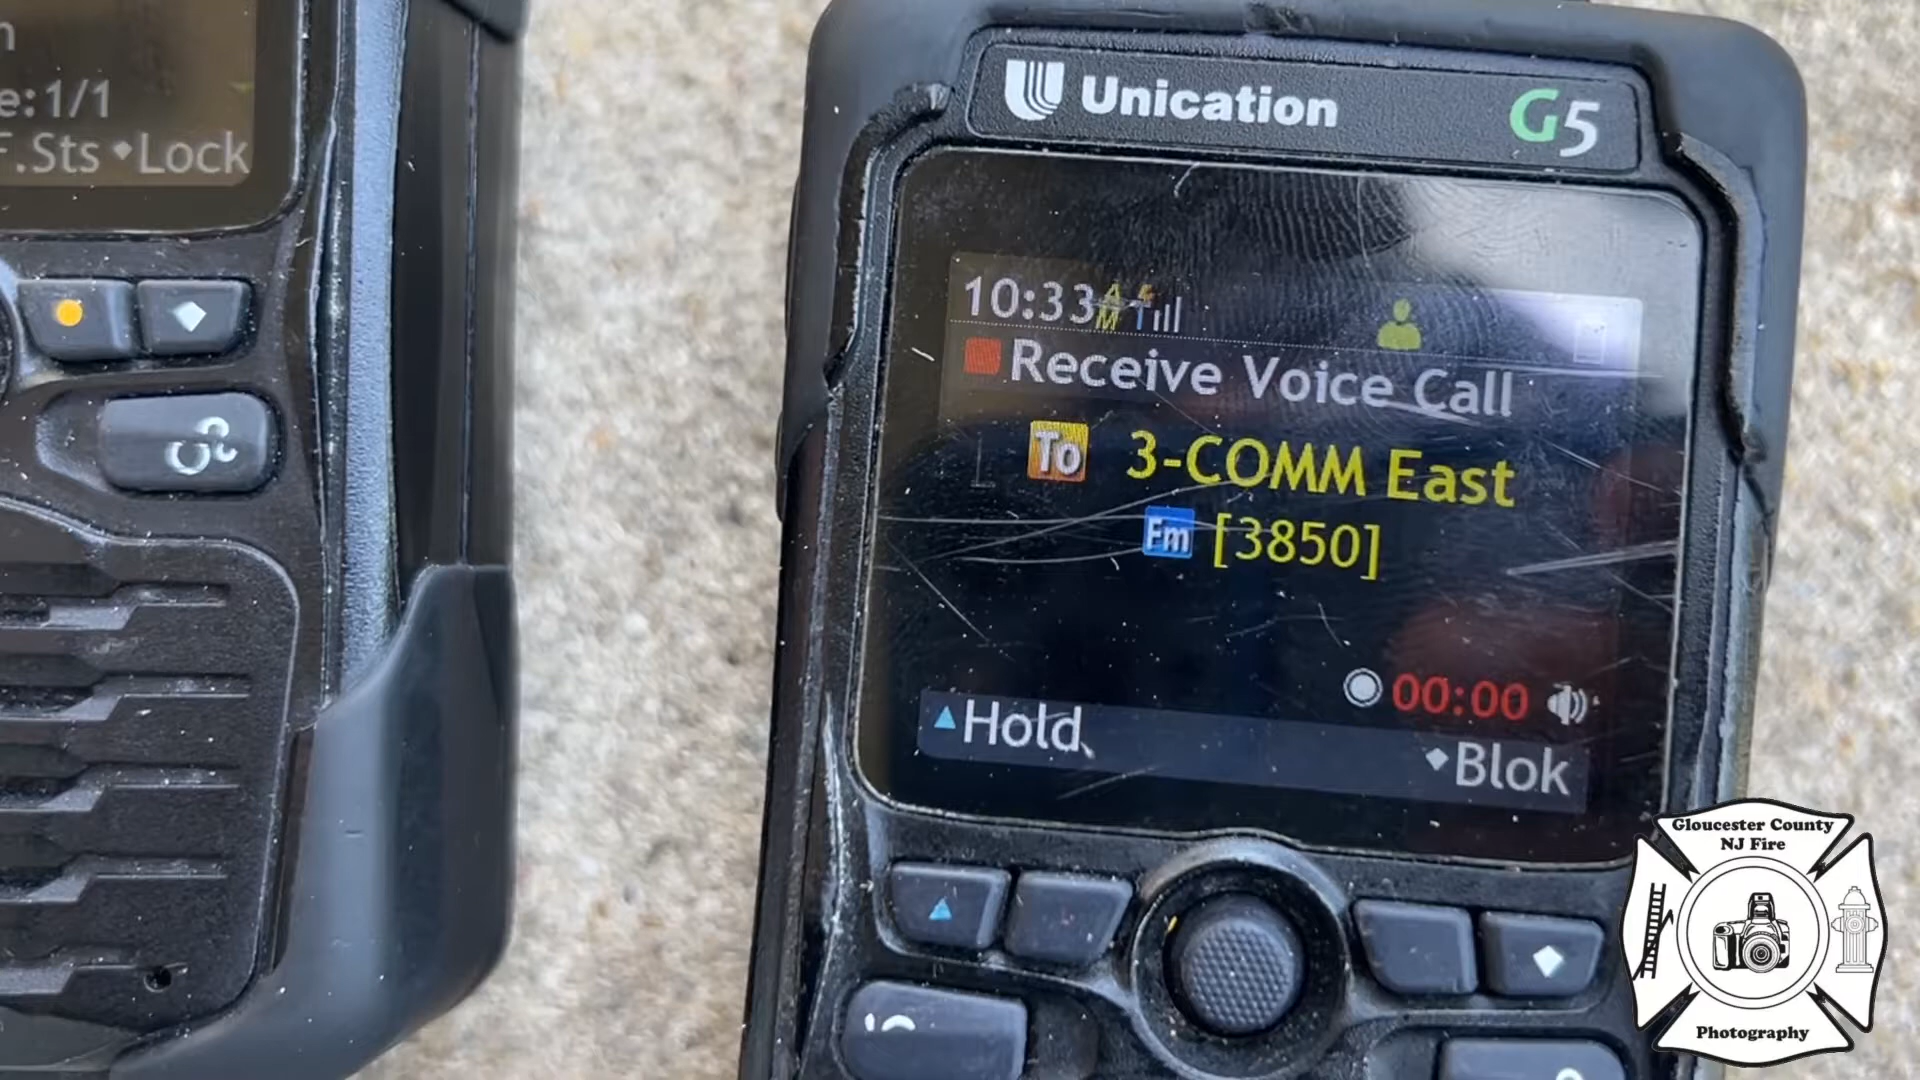 e:1/1
F.Sts Lock
Unication G5
10:33
Receive Voice Call
To 3-COMM East
Fm [3850]
00:00
Hold
Blok
Gloucester County
NJ Fire
Photography